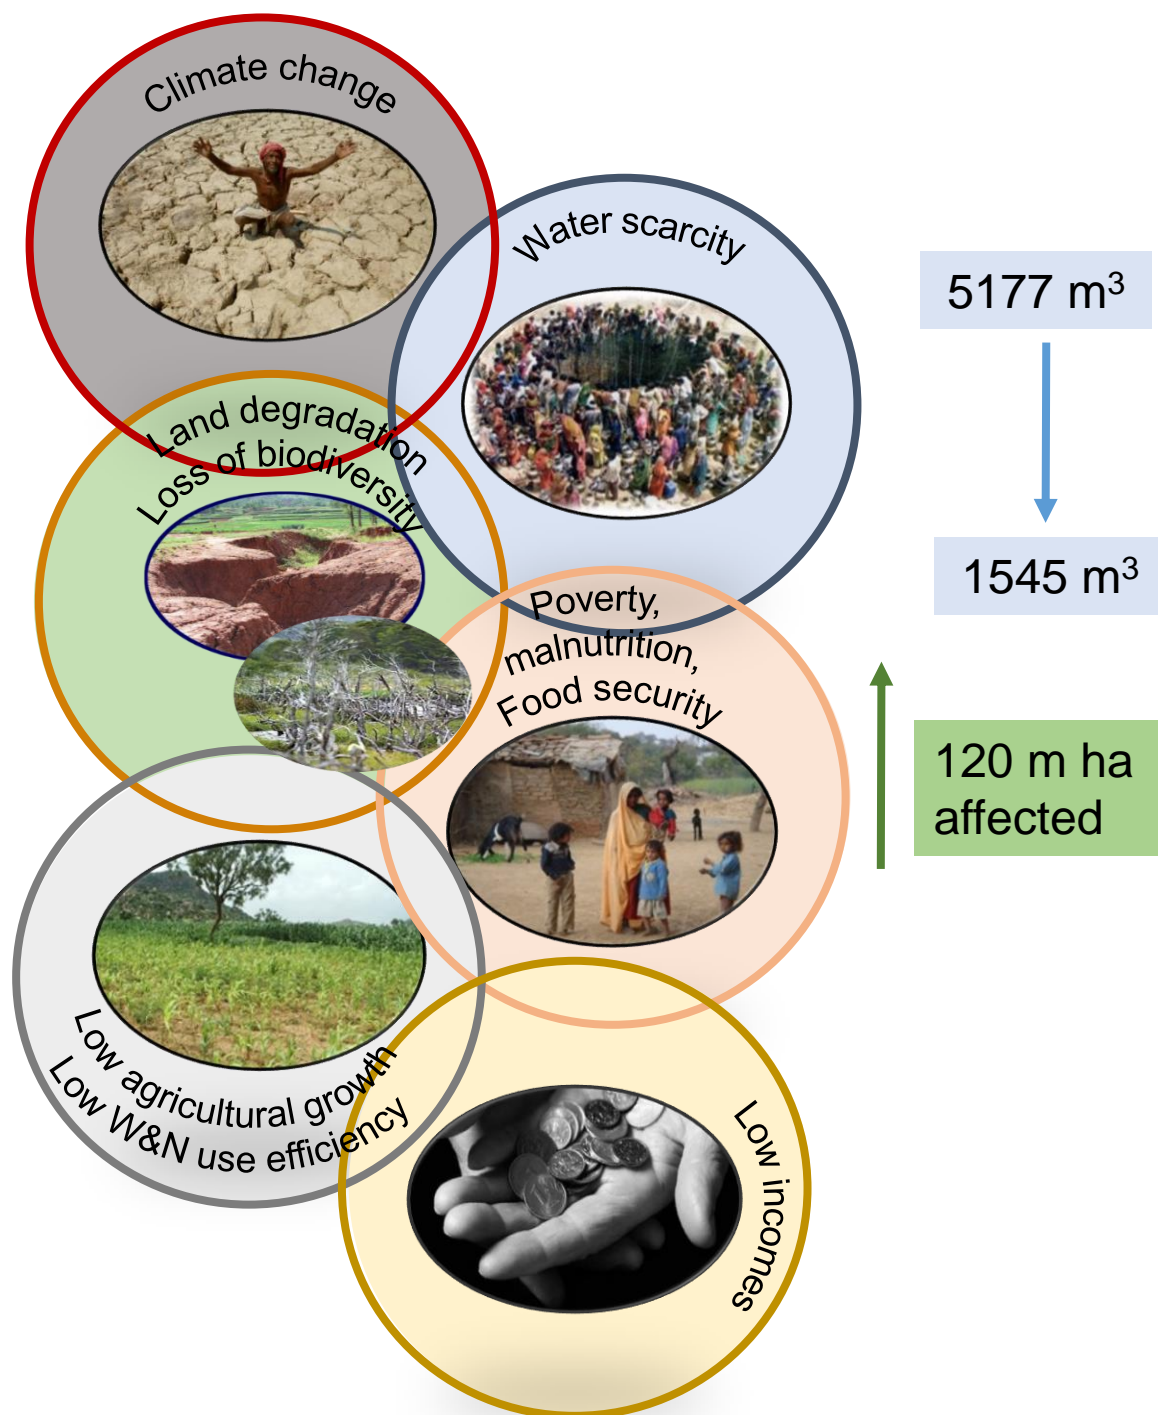 Climate change
Water scarcity
5177 m³
1545 m³
Land degradation
Loss of biodiversity
Poverty,
malnutrition,
Food security
120 m ha
affected
Low agricultural growth
Low W&N use efficiency
Low incomes